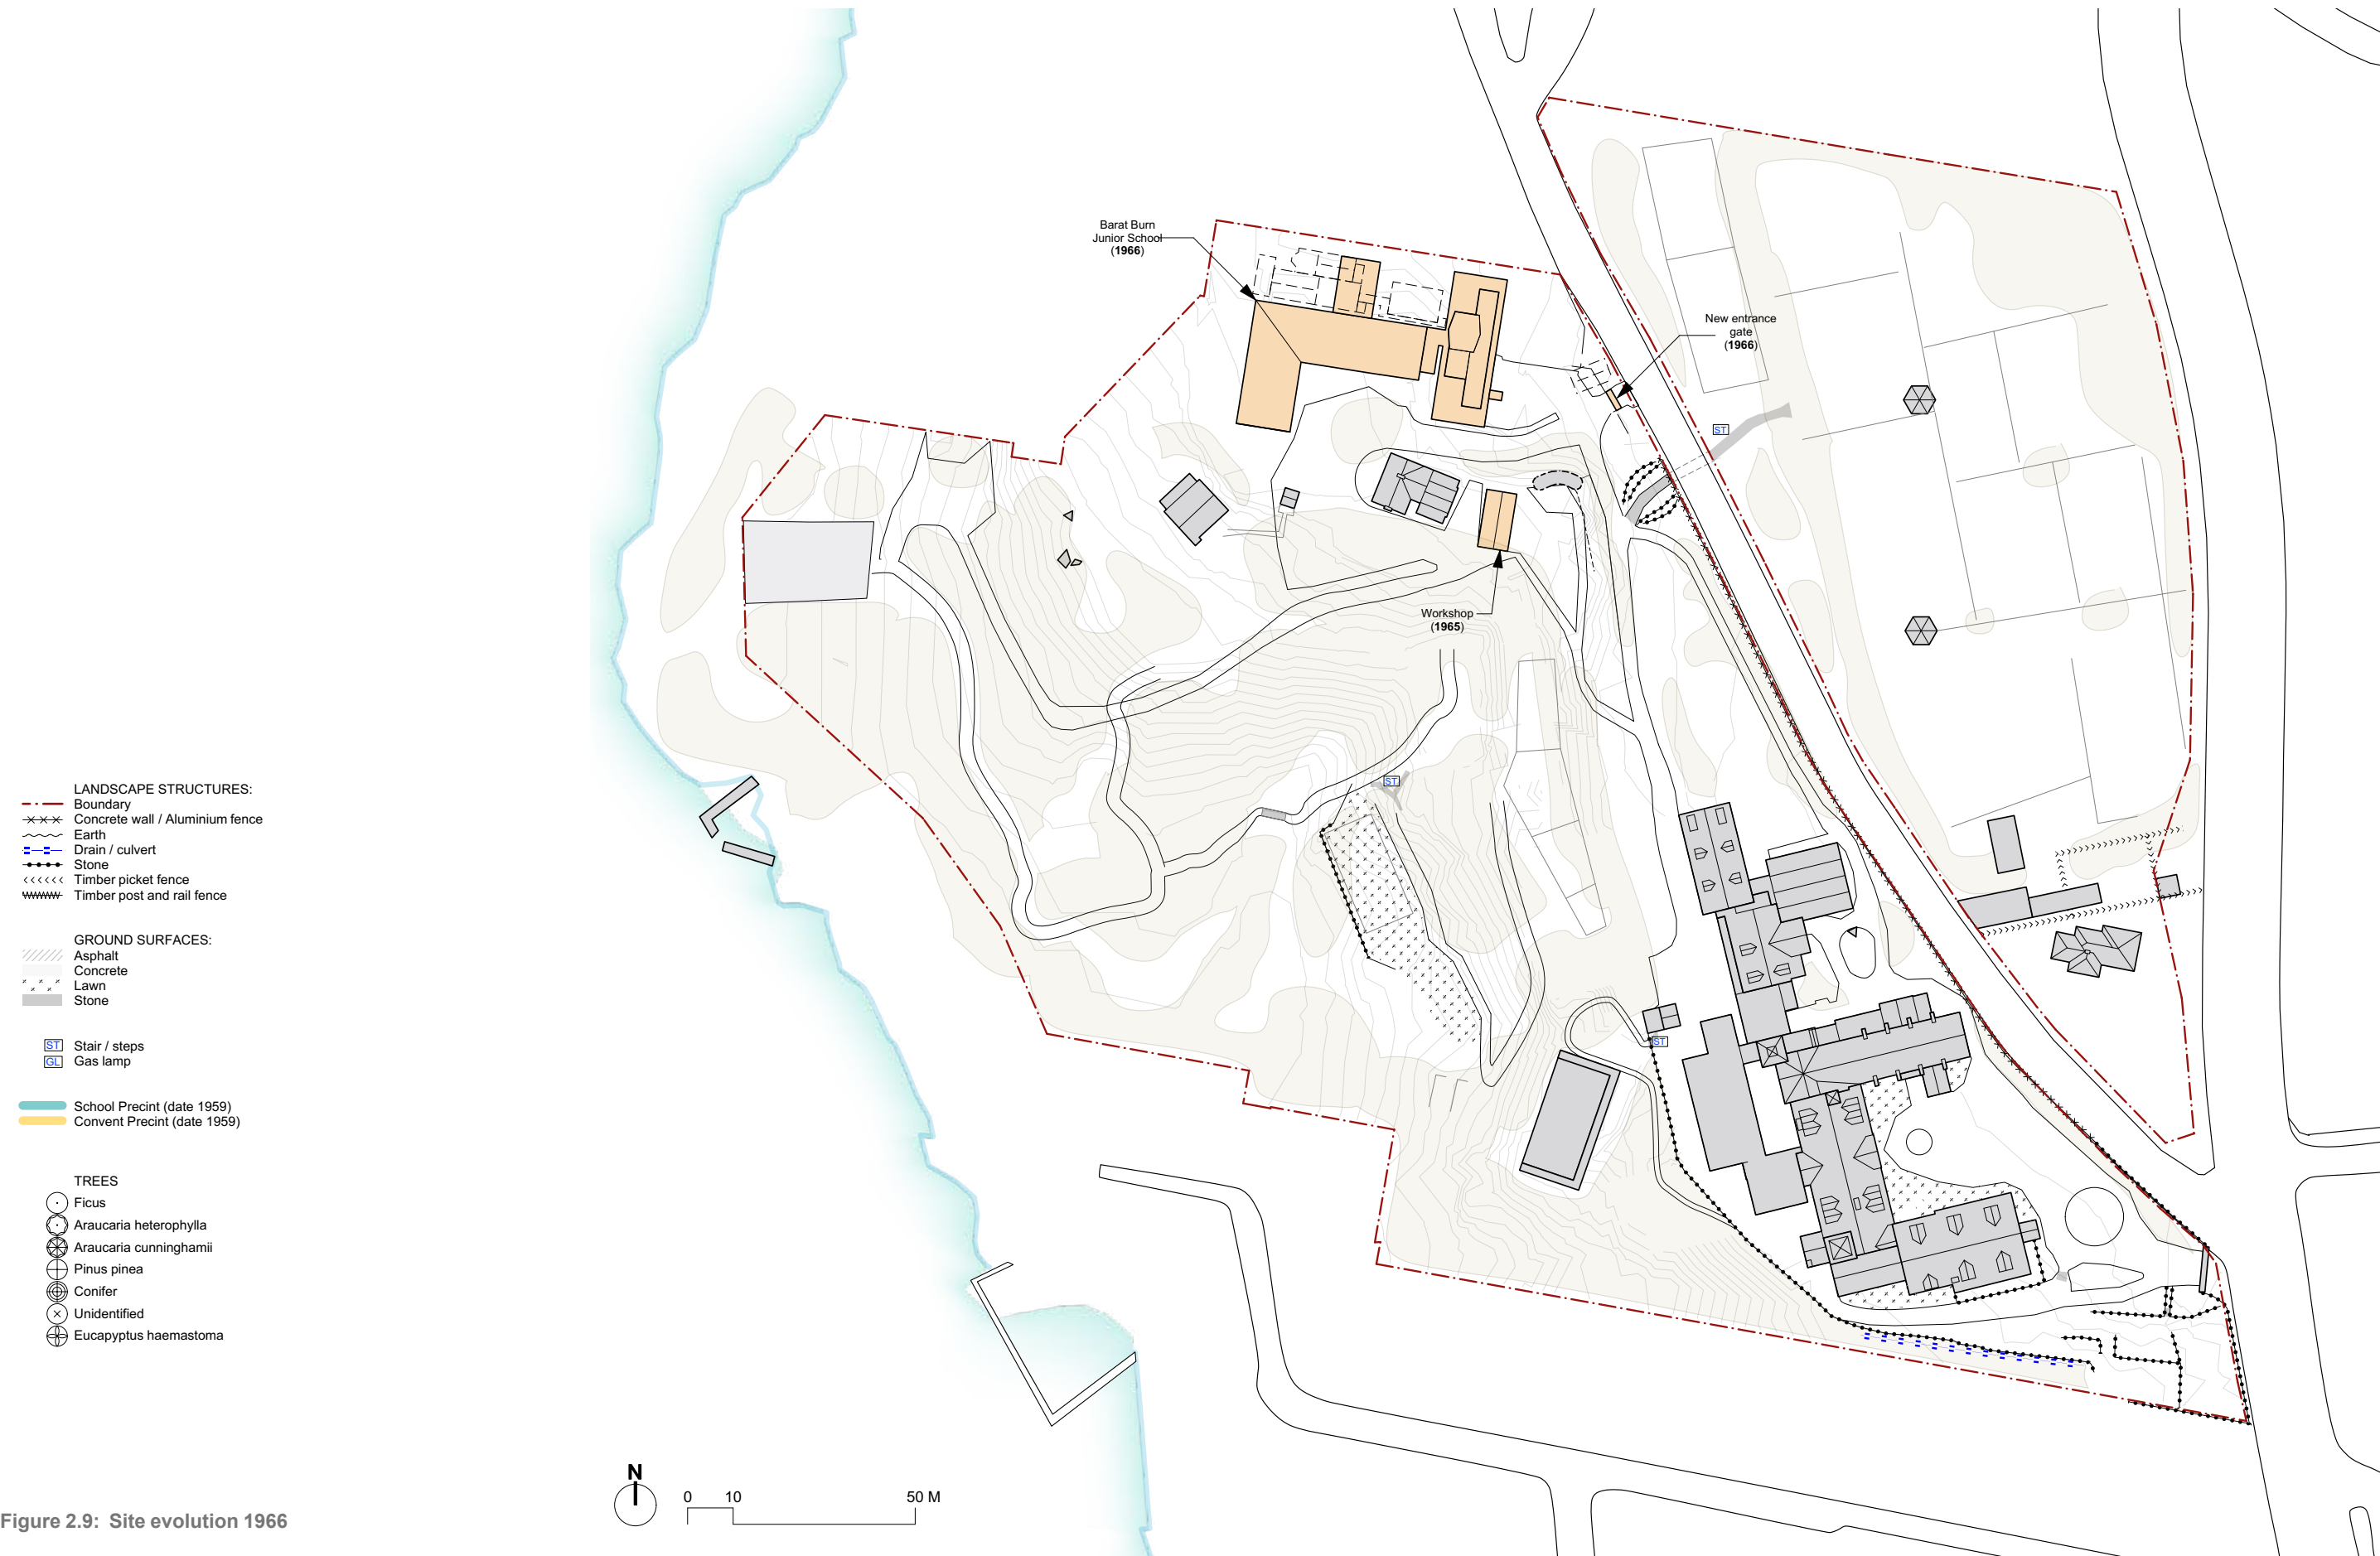 Barat Burn
Junior School
(1966)
New entrance
gate
(1966)
ST
Workshop
(1965)
ST
ST
LANDSCAPE STRUCTURES:
Boundary
Concrete wall / Aluminium fence
Earth
Drain / culvert
Stone
Timber picket fence
Timber post and rail fence
GROUND SURFACES:
Asphalt
Concrete
Lawn
Stone
ST Stair / steps
GL Gas lamp
School Precint (date 1959)
Convent Precint (date 1959)
TREES
Ficus
Araucaria heterophylla
Araucaria cunninghamii
Pinus pinea
Conifer
Unidentified
Eucapyptus haemastoma
N
0 10 50 M
Figure 2.9: Site evolution 1966